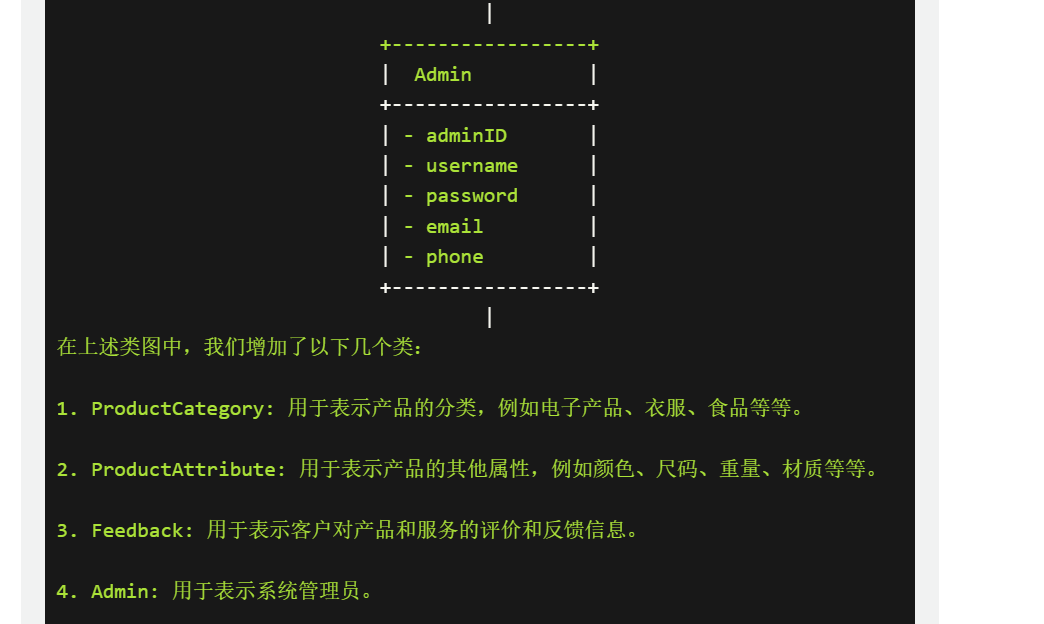 |
+-----------------+
|  Admin          |
+-----------------+
| - adminID       |
| - username      |
| - password      |
| - email         |
| - phone         |
+-----------------+
|
在上述类图中，我们增加了以下几个类:
1. ProductCategory: 用于表示产品的分类，例如电子产品、衣服、食品等等。
2. ProductAttribute: 用于表示产品的其他属性，例如颜色、尺码、重量、材质等等。
3. Feedback: 用于表示客户对产品和服务的评价和反馈信息。
4. Admin: 用于表示系统管理员。